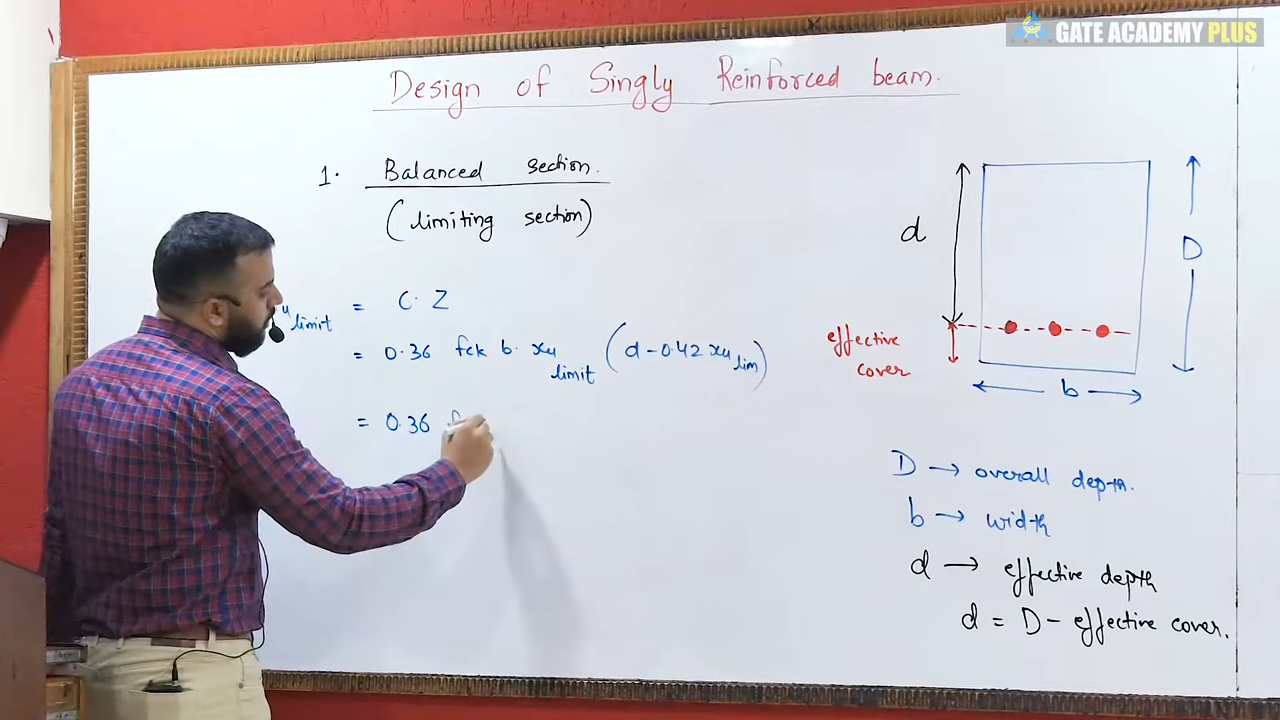 GATE ACADEMY PLUS
Design of Singly Reinforced beam.
1. Balanced section.
(limiting section)
u limit = C. Z
= 0.36 fck b. xu limit (d - 0.42 xu lim)
= 0.36
d
D
effective
cover
b
D → overall depth.
b → width
d → effective depth
d = D - effective cover.